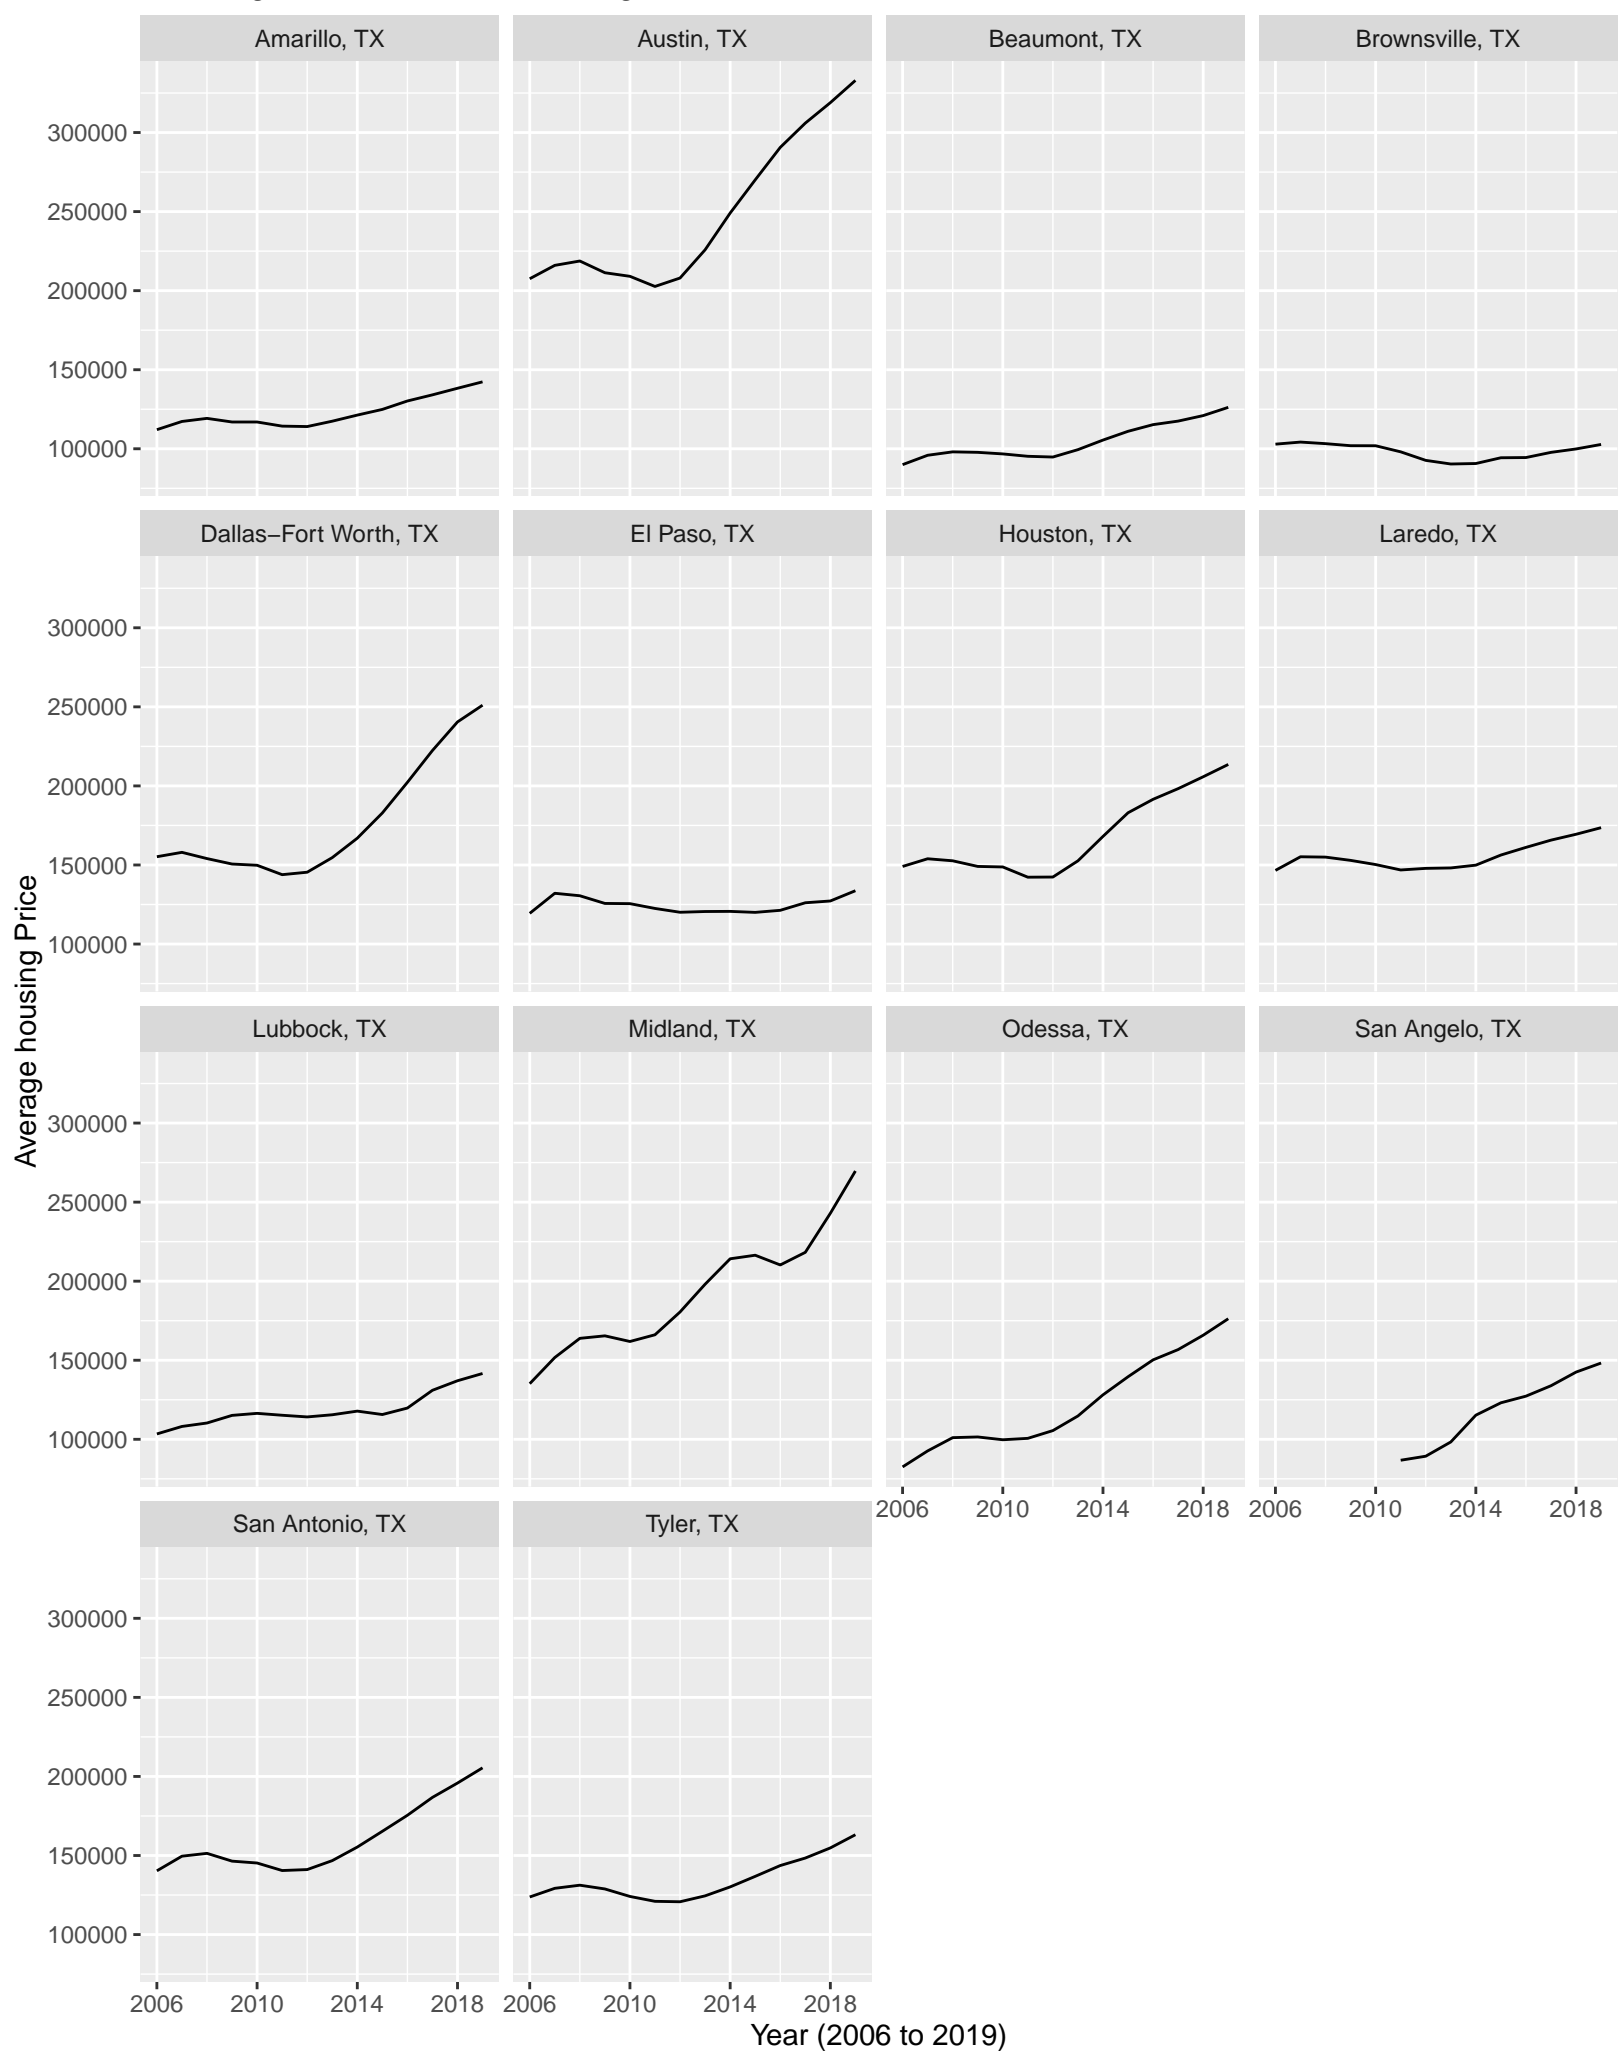 Amarillo, TX
Austin, TX
Beaumont, TX
Brownsville, TX
300000
250000
200000
150000
100000
Dallas−Fort Worth, TX
El Paso, TX
Houston, TX
Laredo, TX
300000
250000
200000
150000
100000
Average housing Price
Lubbock, TX
Midland, TX
Odessa, TX
San Angelo, TX
300000
250000
200000
150000
100000
2006 2010 2014 2018
2006 2010 2014 2018
San Antonio, TX
Tyler, TX
300000
250000
200000
150000
100000
2006 2010 2014 2018
2006 2010 2014 2018
Year (2006 to 2019)